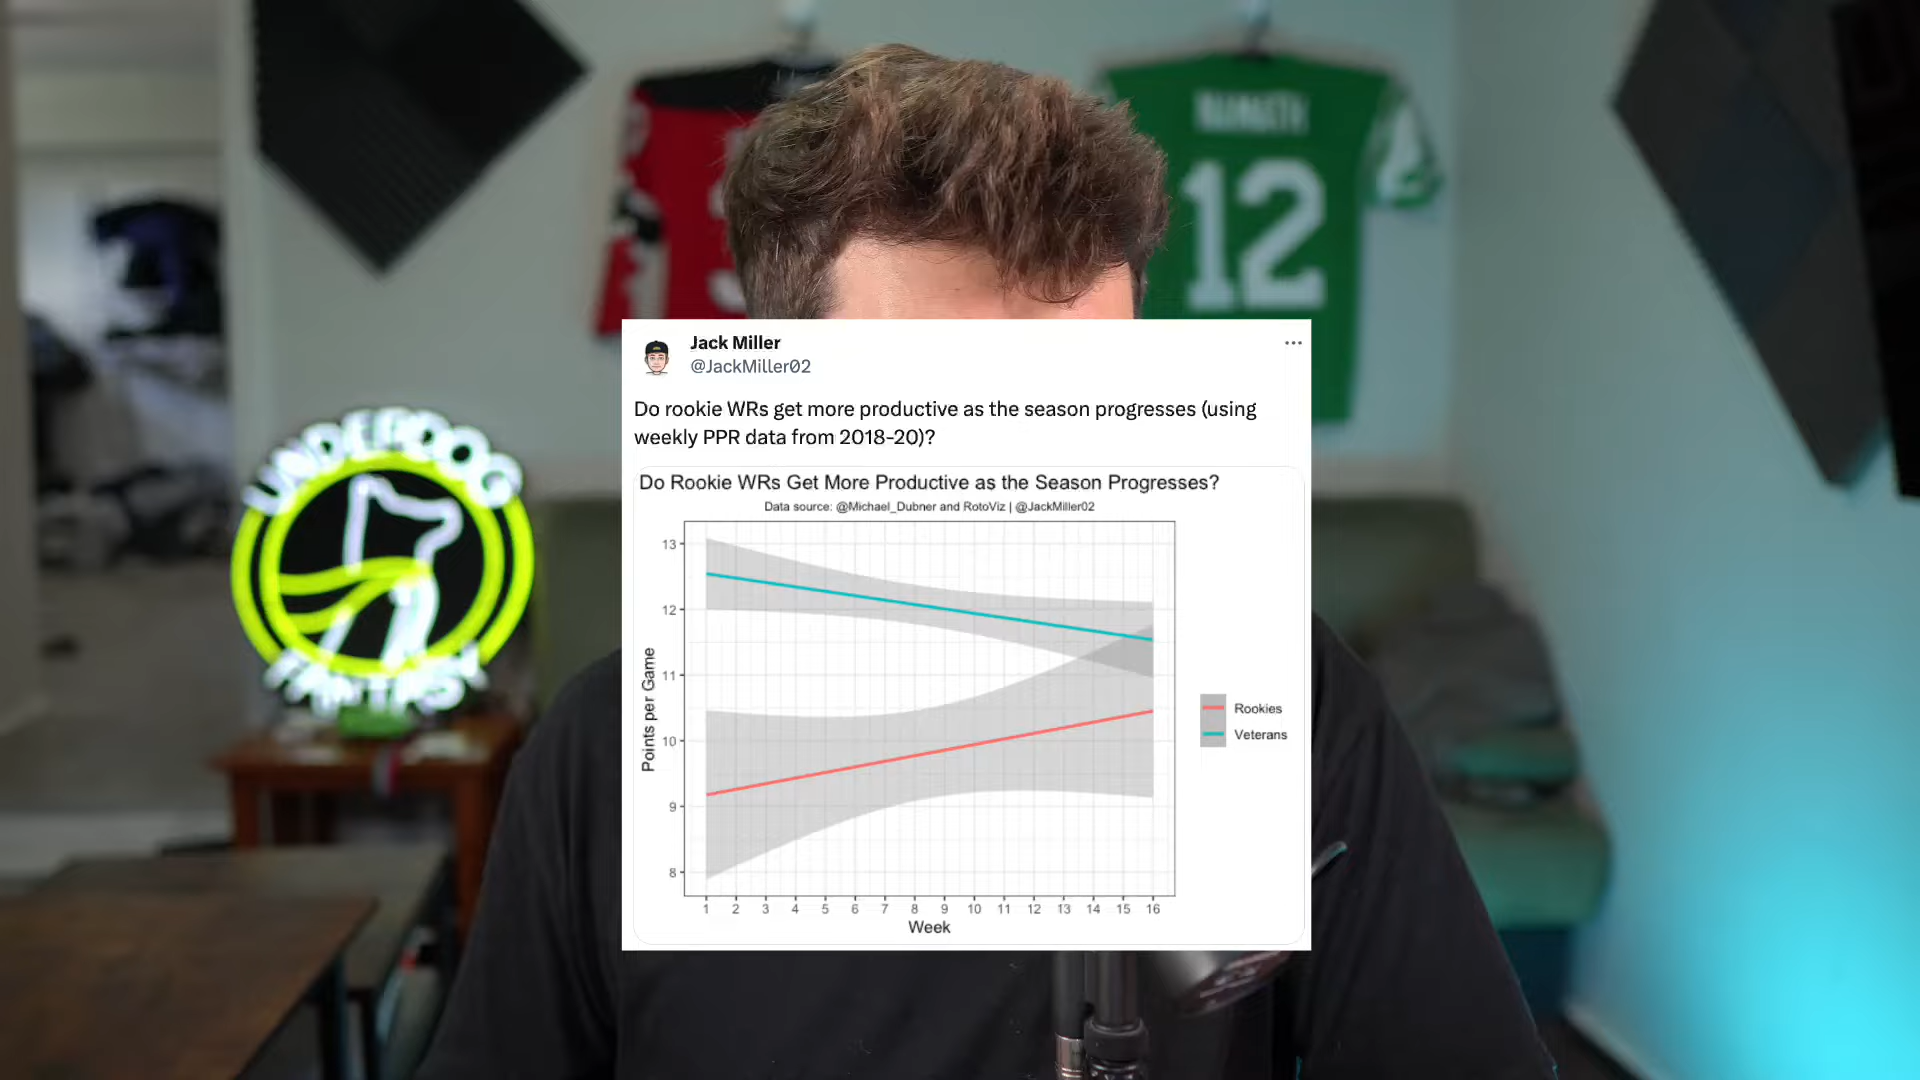 NAMATH
12
UNDERDOG
FANTASY
Jack Miller
@JackMiller02
Do rookie WRs get more productive as the season progresses (using
weekly PPR data from 2018-20)?
Do Rookie WRs Get More Productive as the Season Progresses?
Data source: @Michael_Dubner and RotoViz | @JackMiller02
13
12
11
10
9
8
Points per Game
Rookies
Veterans
1 2 3 4 5 6 7 8 9 10 11 12 13 14 15 16
Week